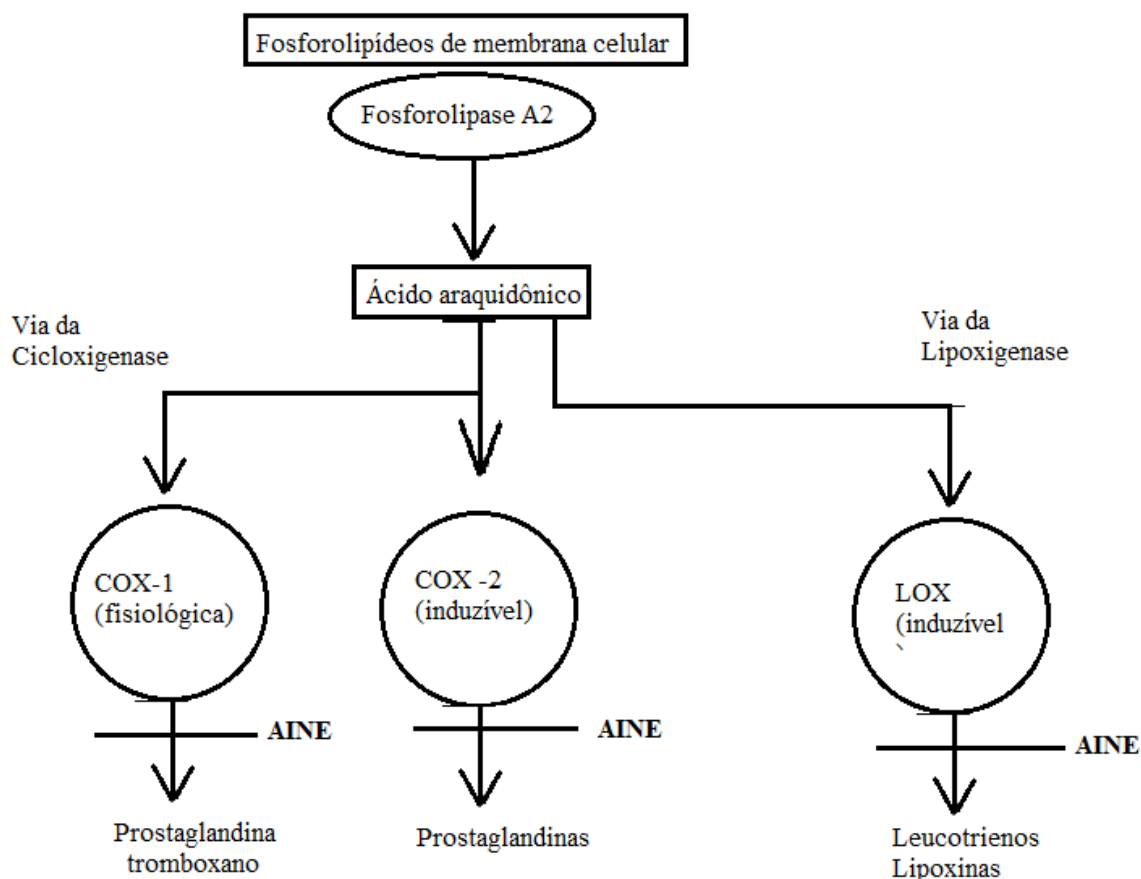 Fosforolipídeos de membrana celular
Fosforolipase A2
Ácido araquidônico
Via da
Cicloxigenase
Via da
Lipoxigenase
COX-1
(fisiológica)
COX -2
(induzível)
LOX
(induzível
`
AINE
AINE
AINE
Prostaglandina
tromboxano
Prostaglandinas
Leucotrienos
Lipoxinas